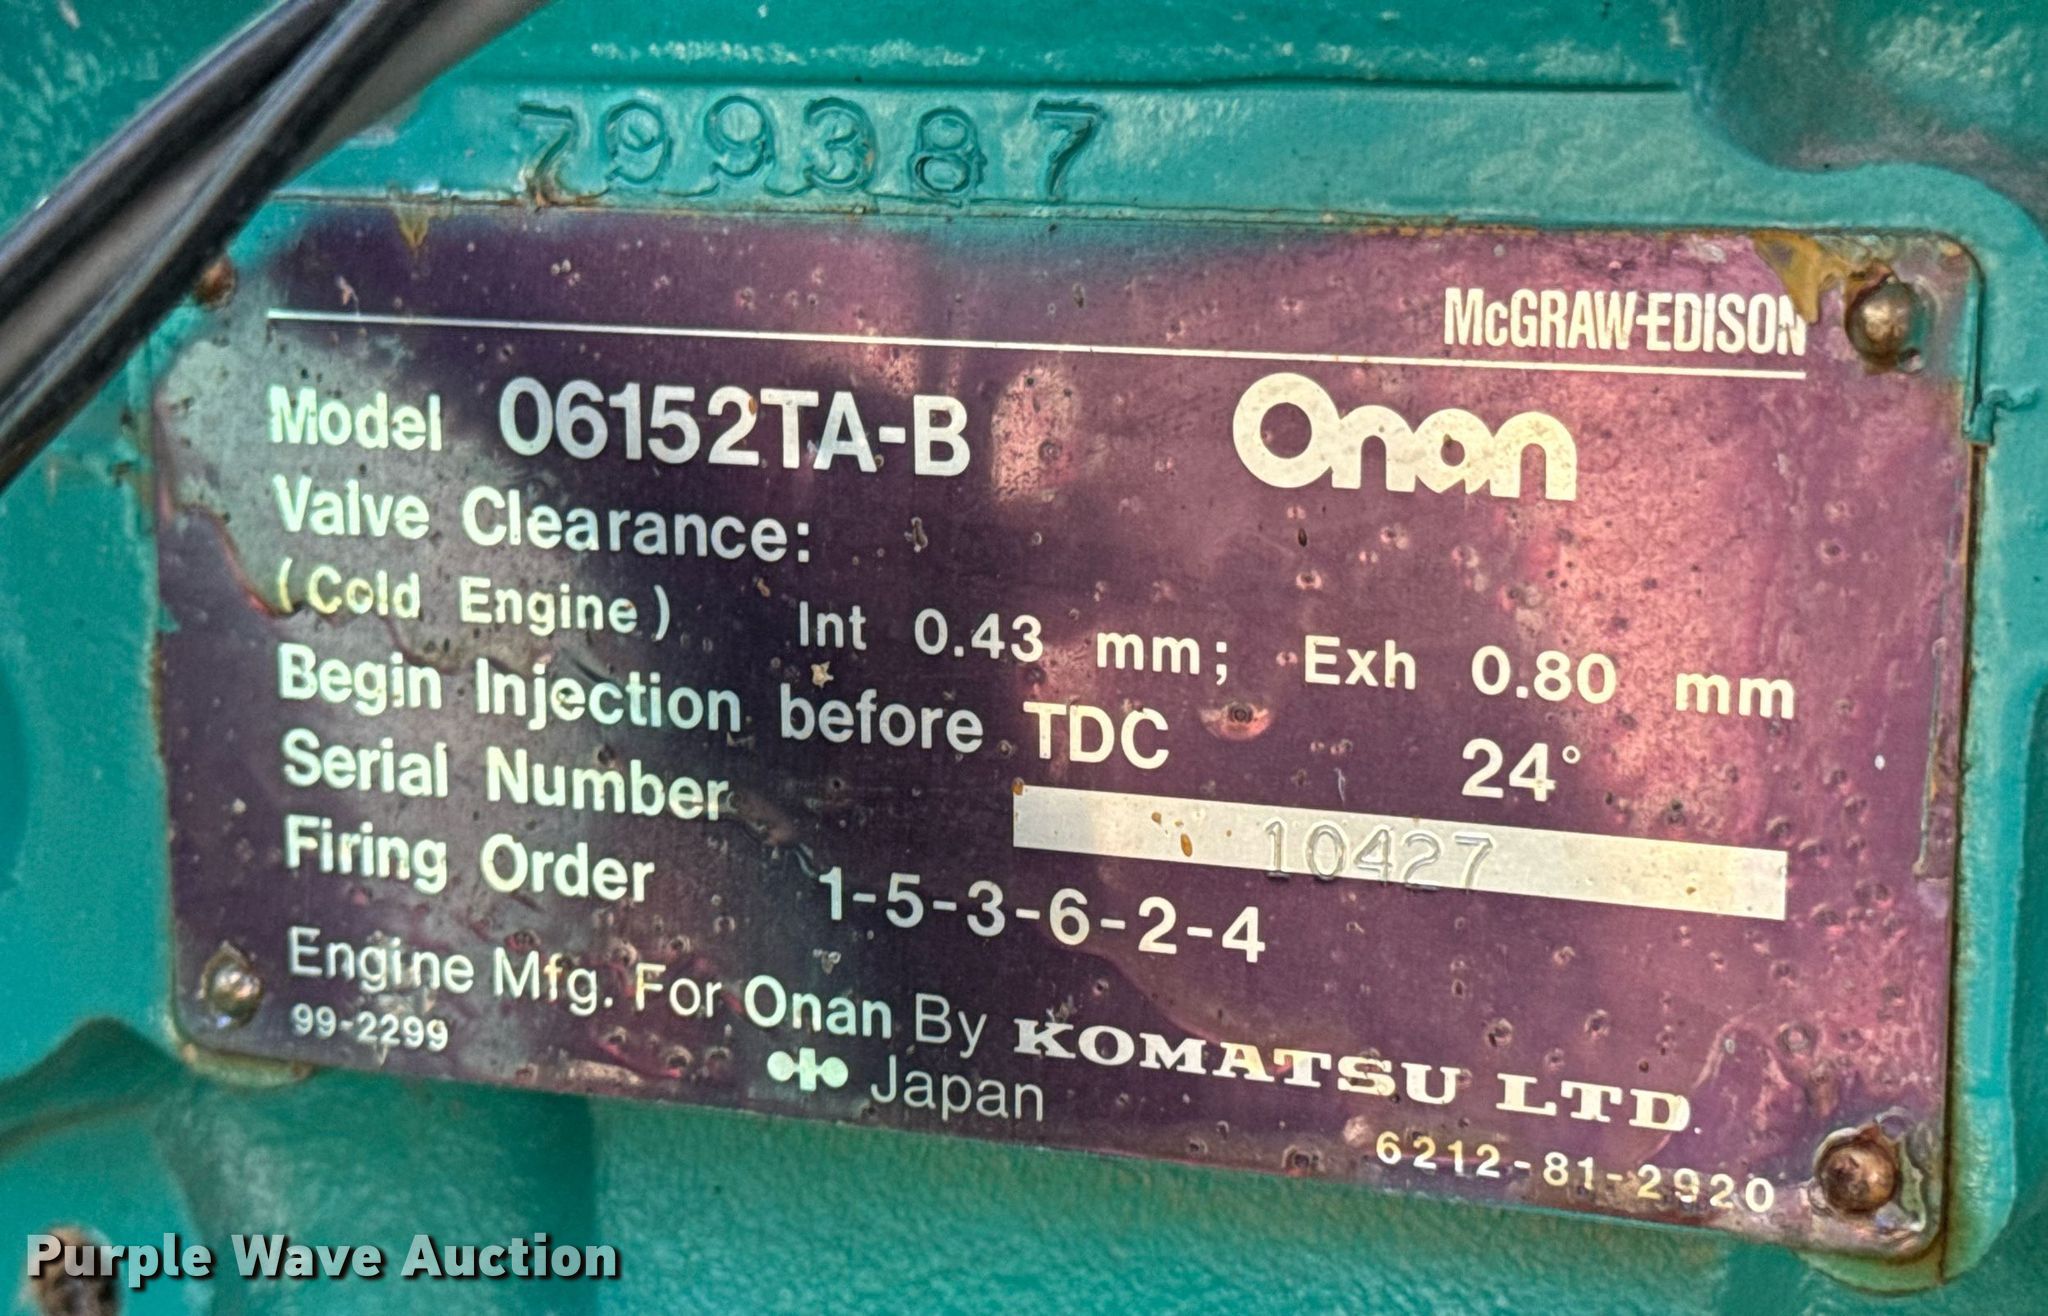 799387
McGRAW-EDISON
Model 06152TA-B Onan
Valve Clearance:
(Cold Engine) Int 0.43 mm; Exh 0.80 mm
Begin Injection before TDC 24°
Serial Number 10427
Firing Order 1-5-3-6-2-4
Engine Mfg. For Onan By KOMATSU LTD.
99-2299 Japan
6212-81-2920
Purple Wave Auction